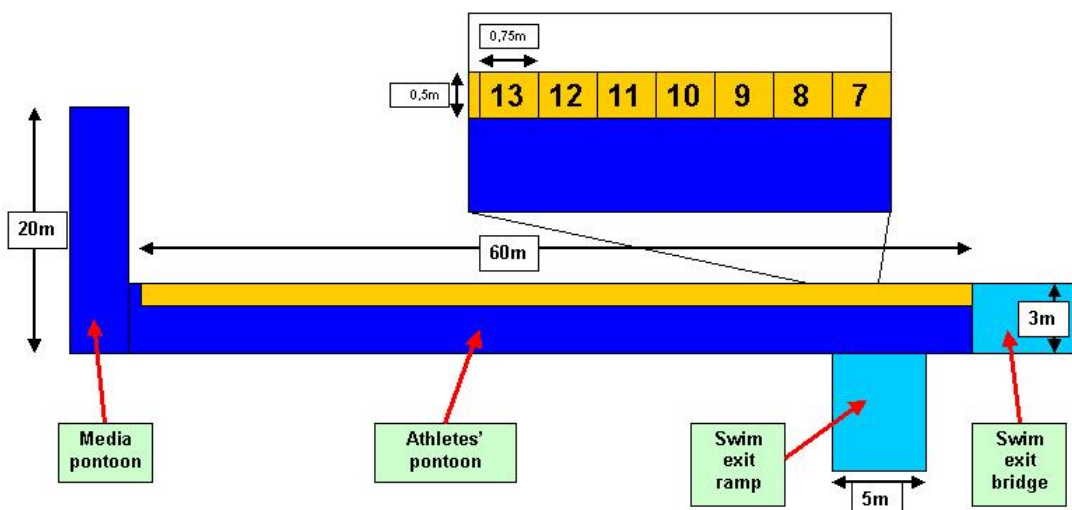 0,75m
0,5m
13 12 11 10 9 8 7
20m
60m
3m
Media
pontoon
Athletes'
pontoon
Swim
exit
ramp
Swim
exit
bridge
5m